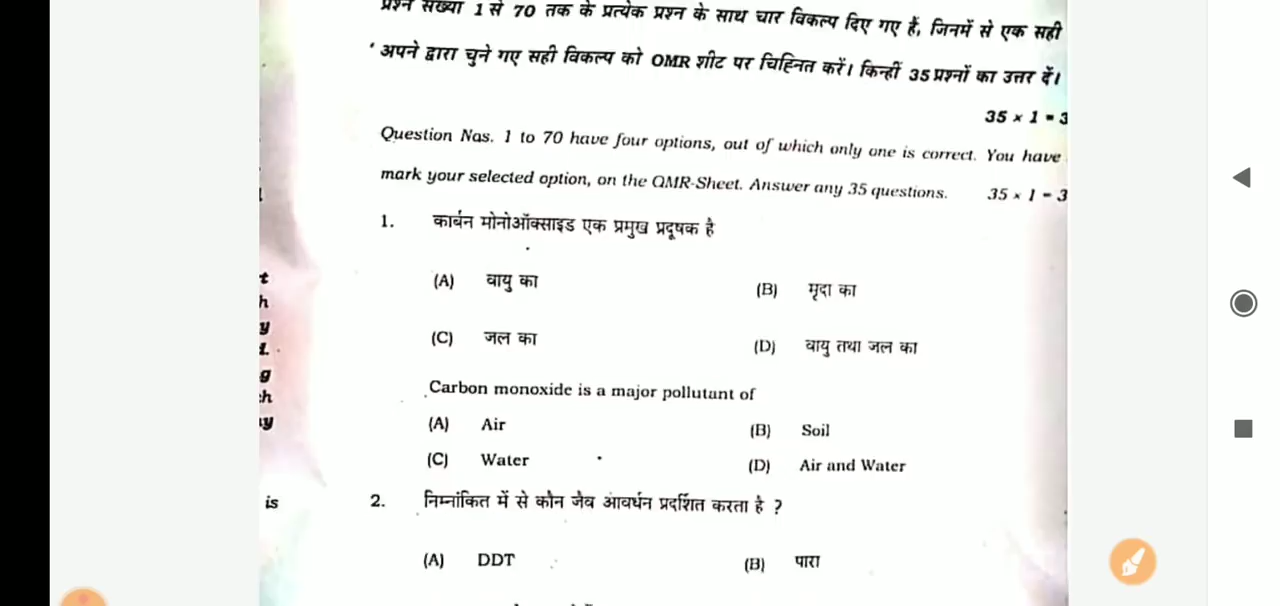 प्रश्न संख्या 1 से 70 तक के प्रत्येक प्रश्न के साथ चार विकल्प दिए गए हैं, जिनमें से एक सही
अपने द्वारा चुने गए सही विकल्प को OMR शीट पर चिह्नित करें। किन्हीं 35 प्रश्नों का उत्तर दें।
35 × 1 = 3
Question Nos. 1 to 70 have four options, out of which only one is correct. You have
mark your selected option, on the OMR-Sheet. Answer any 35 questions. 35 × 1 = 3
1. कार्बन मोनोऑक्साइड एक प्रमुख प्रदूषक है
(A) वायु का (B) मृदा का
(C) जल का (D) वायु तथा जल का
Carbon monoxide is a major pollutant of
(A) Air (B) Soil
(C) Water (D) Air and Water
is
2. निम्नांकित में से कौन जैव आवर्धन प्रदर्शित करता है ?
(A) DDT (B) पारा